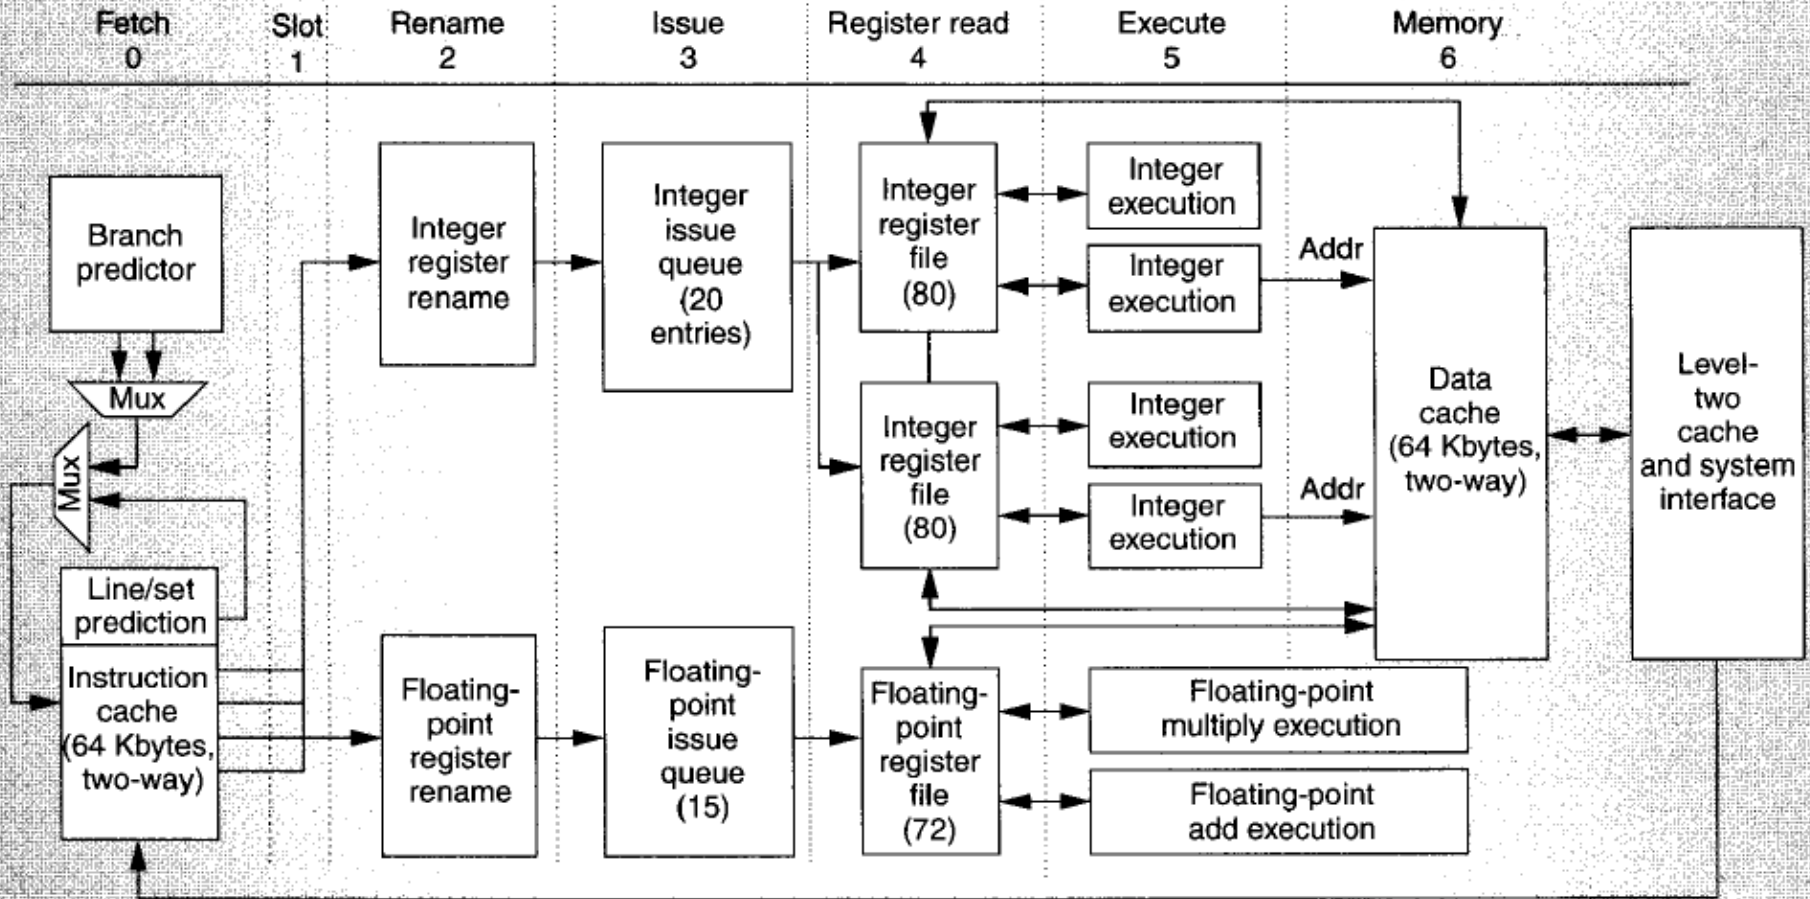 Fetch
0
Slot
1
Rename
2
Issue
3
Register read
4
Execute
5
Memory
6
Branch
predictor
Mux
Mux
Line/set
prediction
Instruction
cache
(64 Kbytes,
two-way)
Integer
register
rename
Floating-
point
register
rename
Integer
issue
queue
(20
entries)
Floating-
point
issue
queue
(15)
Integer
register
file
(80)
Integer
register
file
(80)
Floating-
point
register
file
(72)
Integer
execution
Integer
execution
Integer
execution
Integer
execution
Floating-point
multiply execution
Floating-point
add execution
Addr
Addr
Data
cache
(64 Kbytes,
two-way)
Level-
two
cache
and system
interface